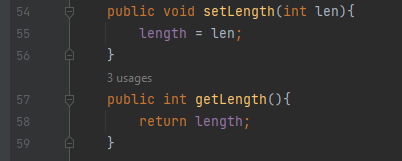 54 public void setLength(int len){
55 length = len;
56 }
3 usages
57 public int getLength(){
58 return length;
59 }